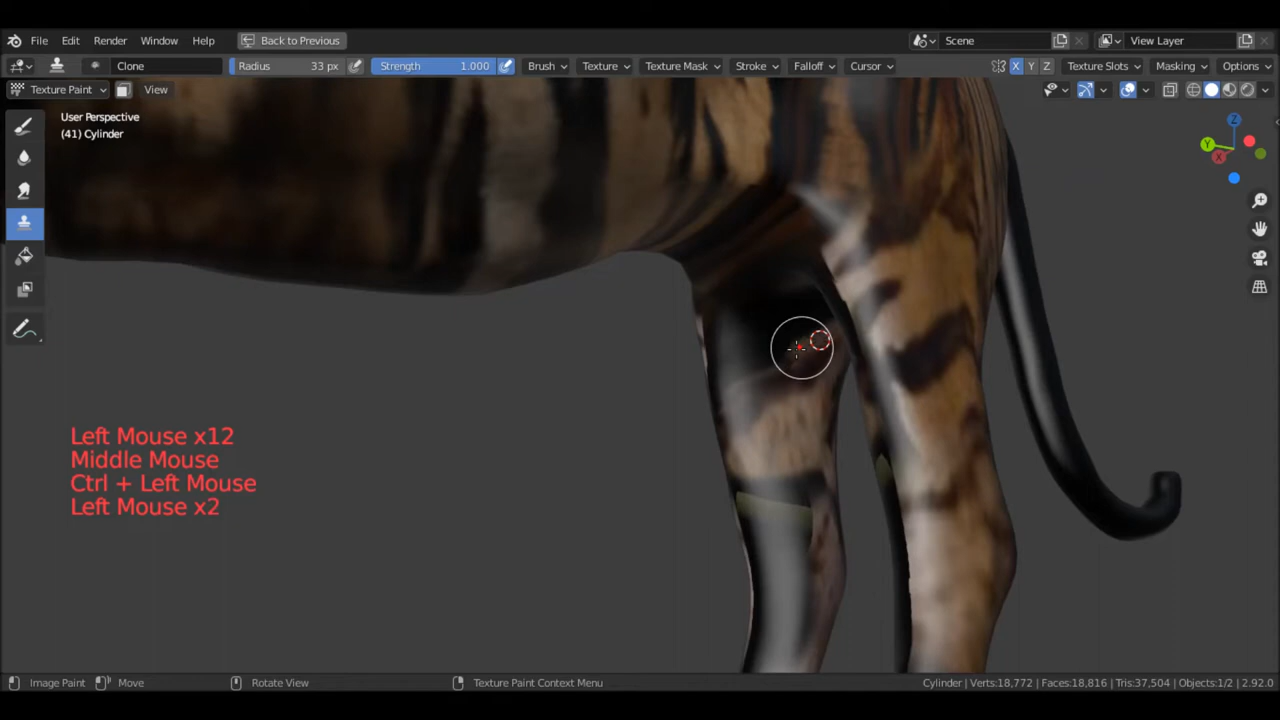 File Edit Render Window Help Back to Previous Scene View Layer
Clone Radius 33 px Strength 1.000 Brush Texture Texture Mask Stroke Falloff Cursor X Y Z Texture Slots Masking Options
Texture Paint View
User Perspective
(41) Cylinder
Z
Y
X
Left Mouse x12
Middle Mouse
Ctrl + Left Mouse
Left Mouse x2
Image Paint Move Rotate View Texture Paint Context Menu Cylinder | Verts:18,772 | Faces:18,816 | Tris:37,504 | Objects:1/2 | 2.92.0